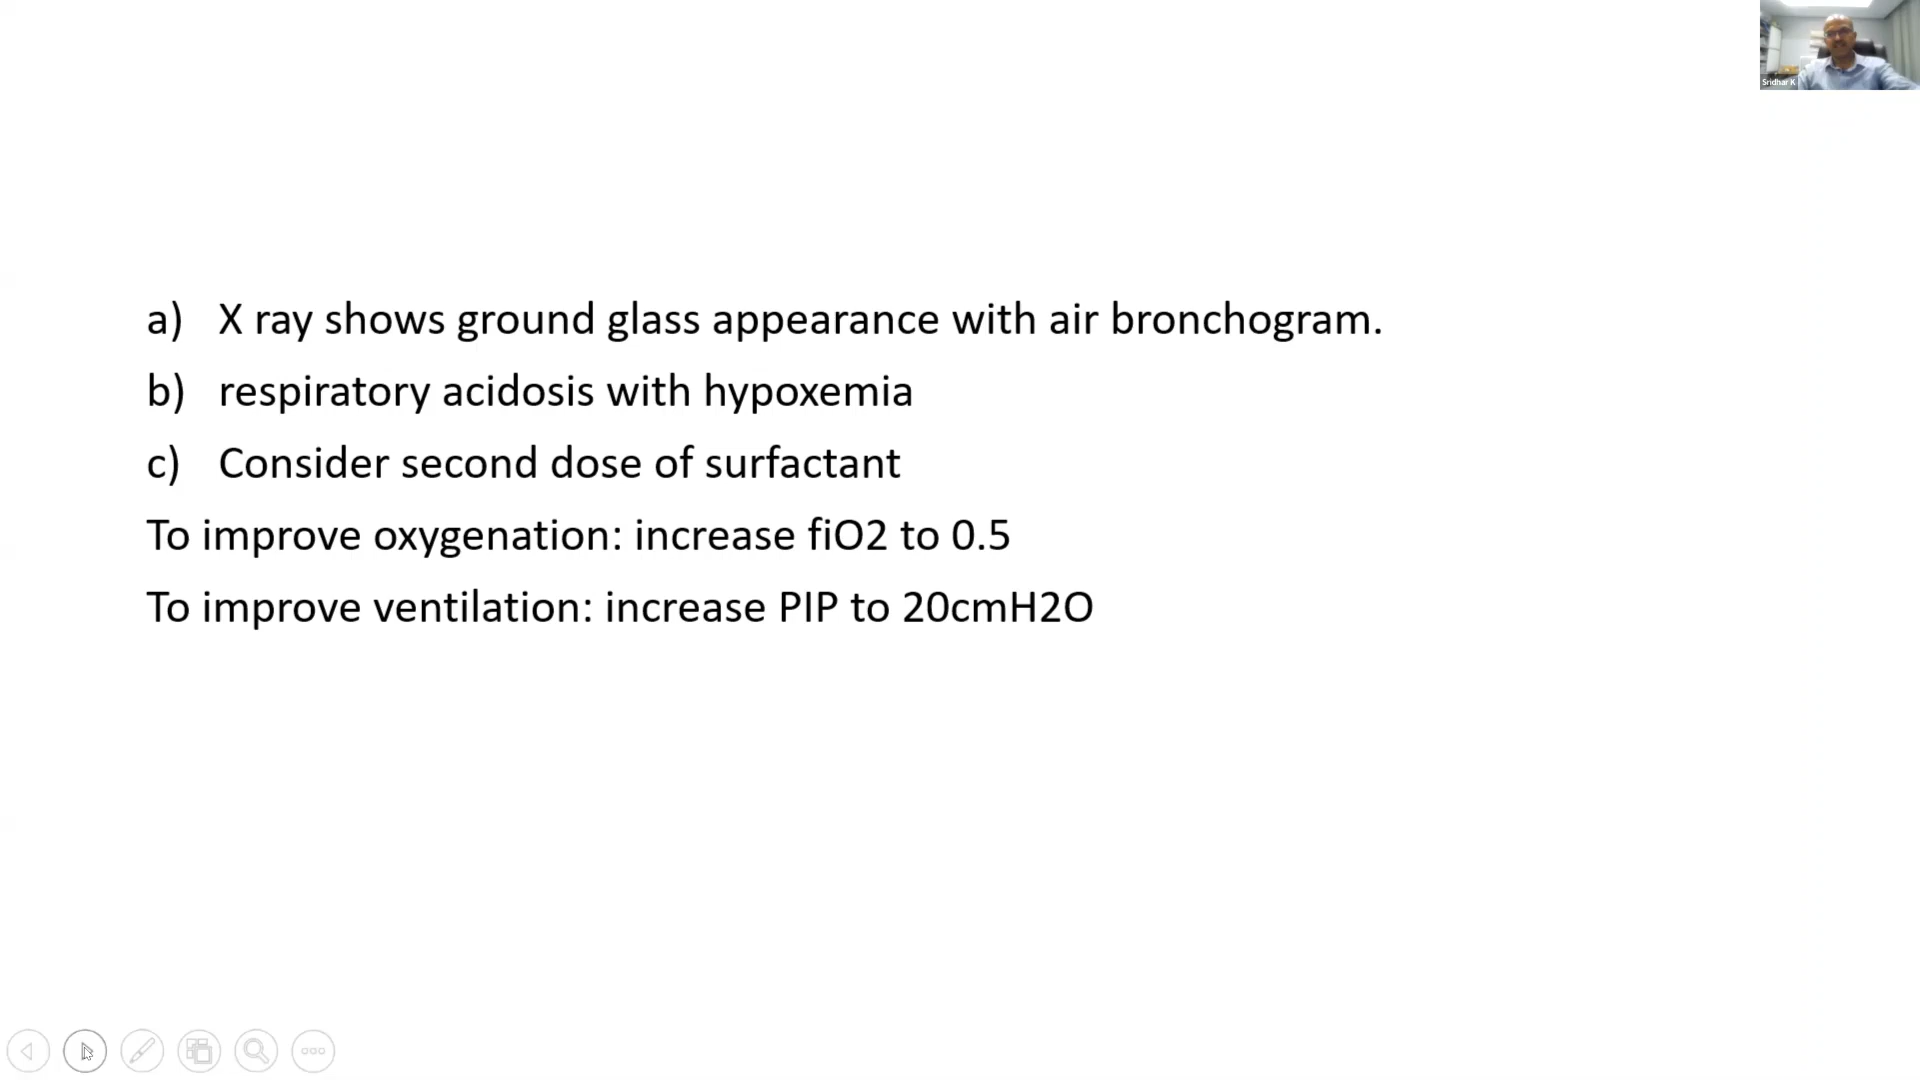 Sridhar K
a) X ray shows ground glass appearance with air bronchogram.
b) respiratory acidosis with hypoxemia
c) Consider second dose of surfactant
To improve oxygenation: increase fiO2 to 0.5
To improve ventilation: increase PIP to 20cmH2O